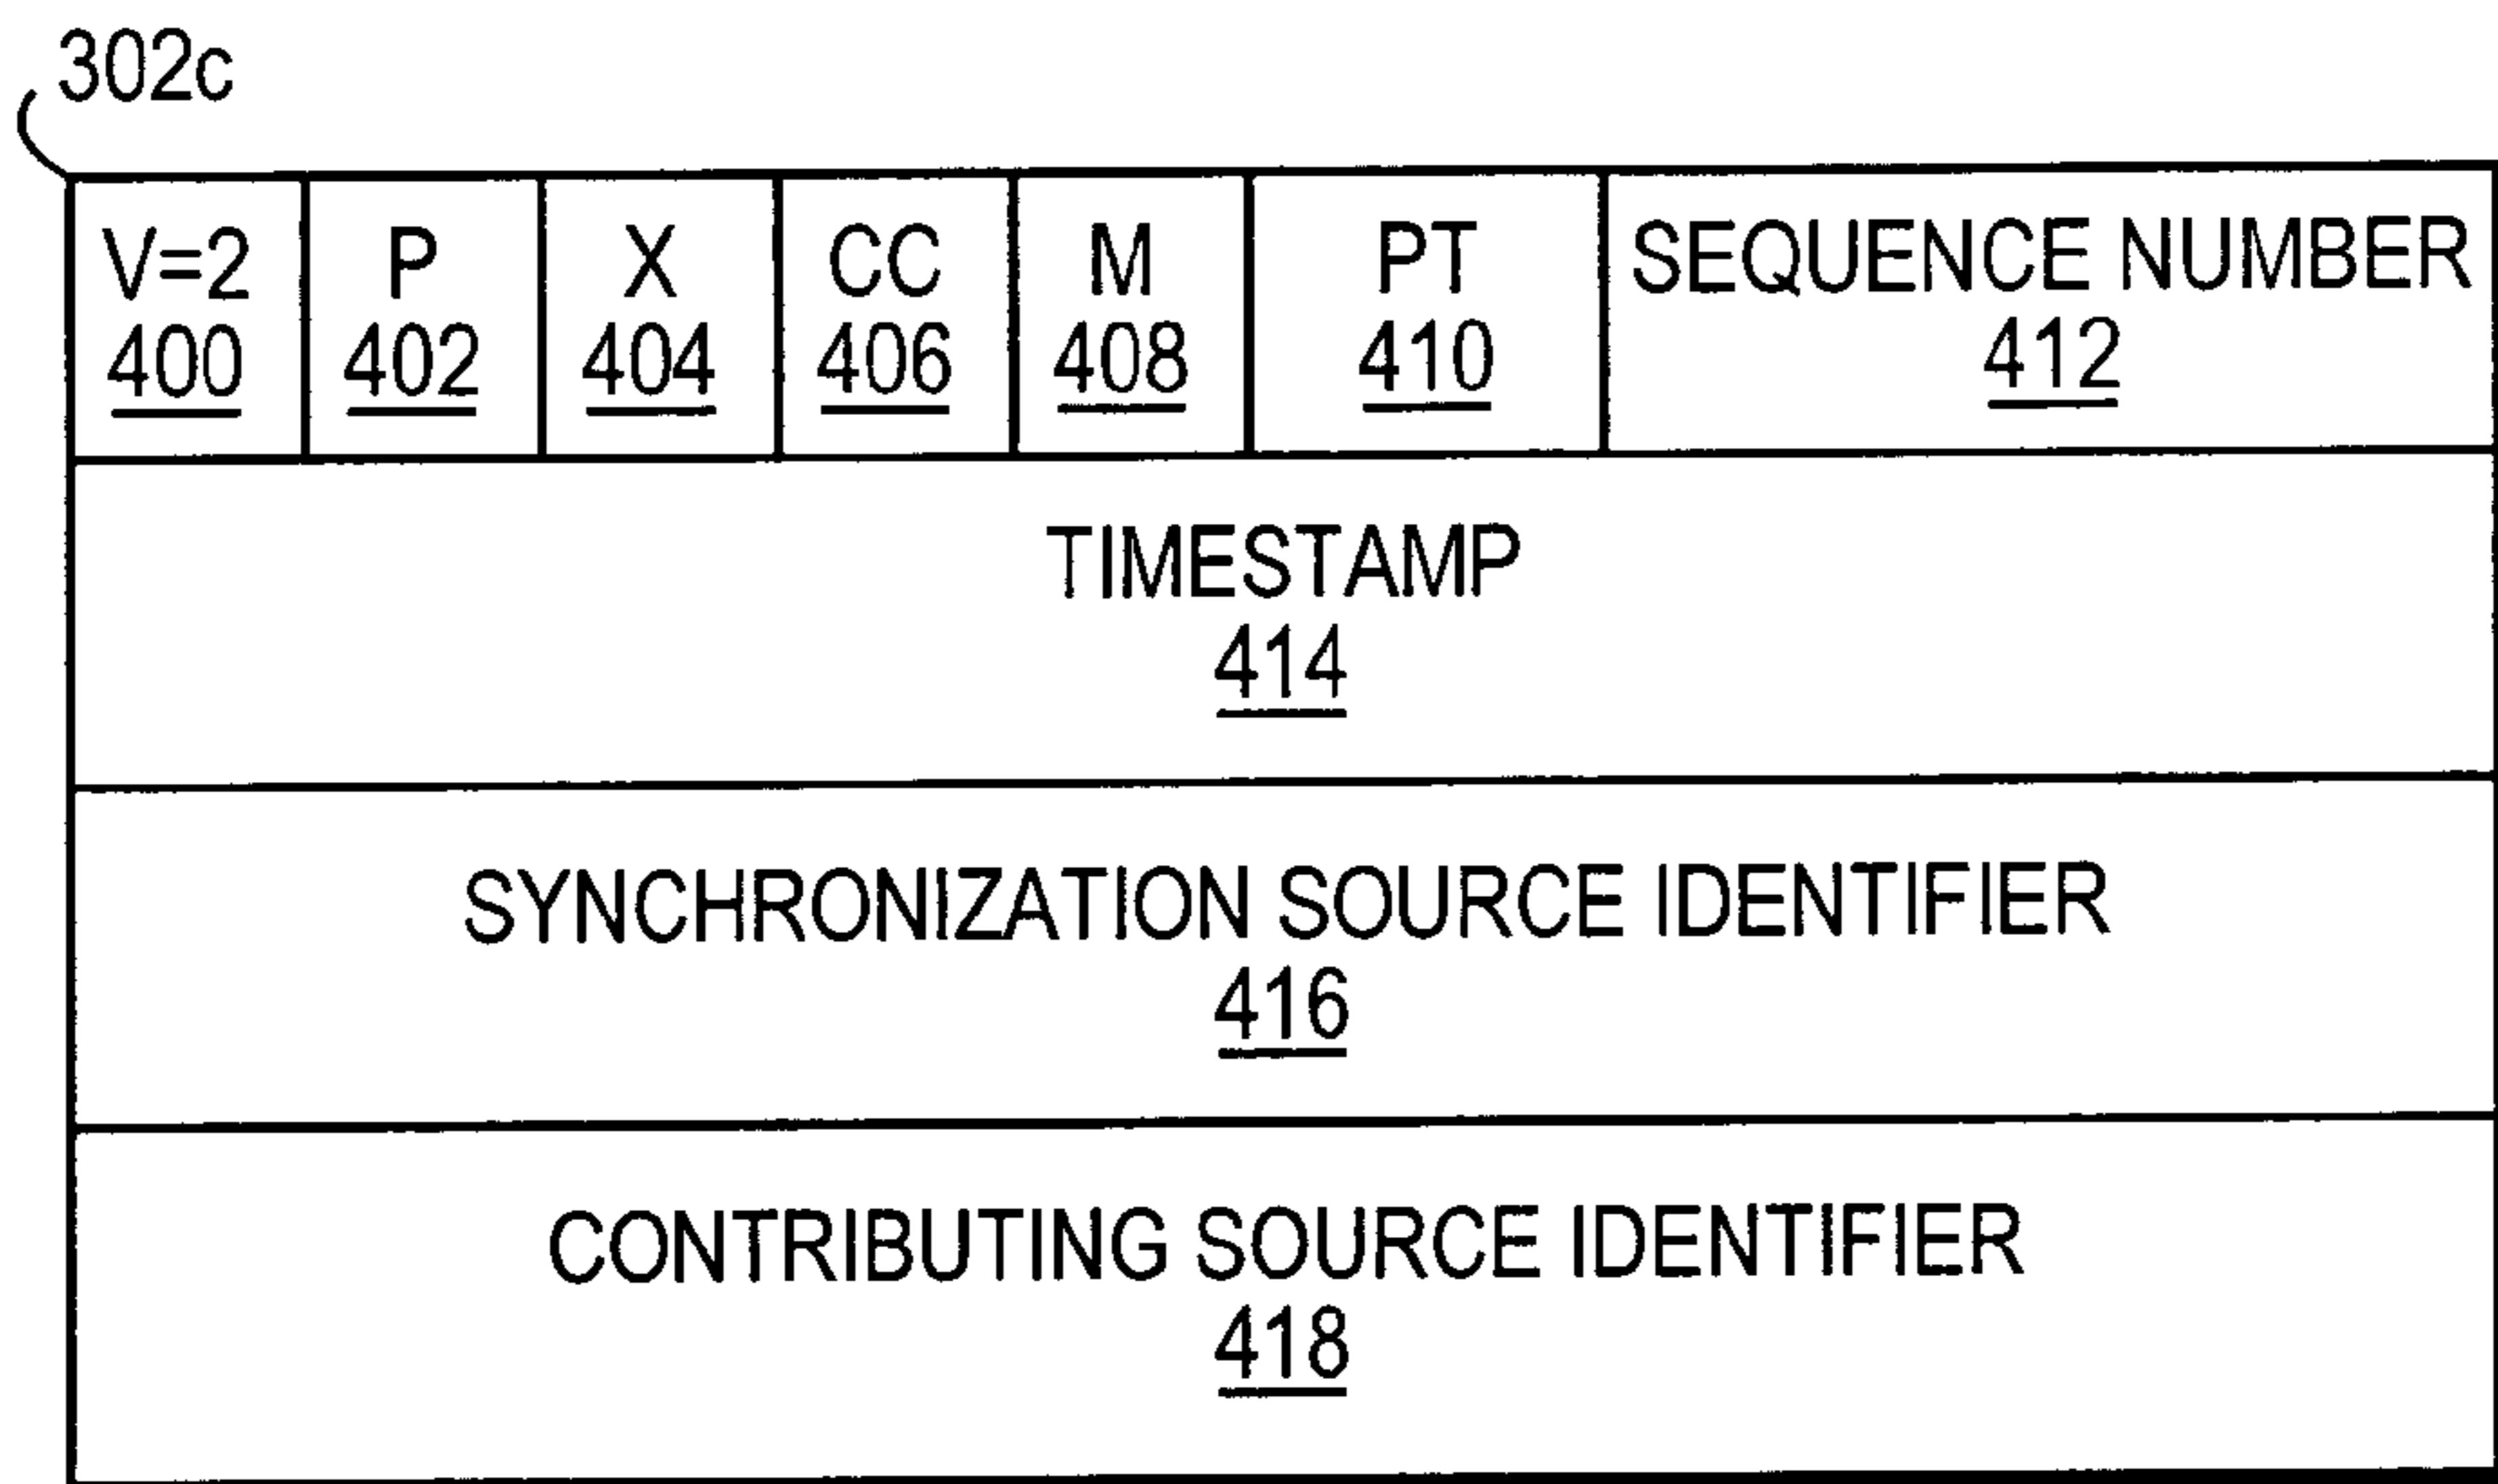 302c
V=2 P X CC M PT SEQUENCE NUMBER
400 402 404 406 408 410 412
TIMESTAMP
414
SYNCHRONIZATION SOURCE IDENTIFIER
416
CONTRIBUTING SOURCE IDENTIFIER
418